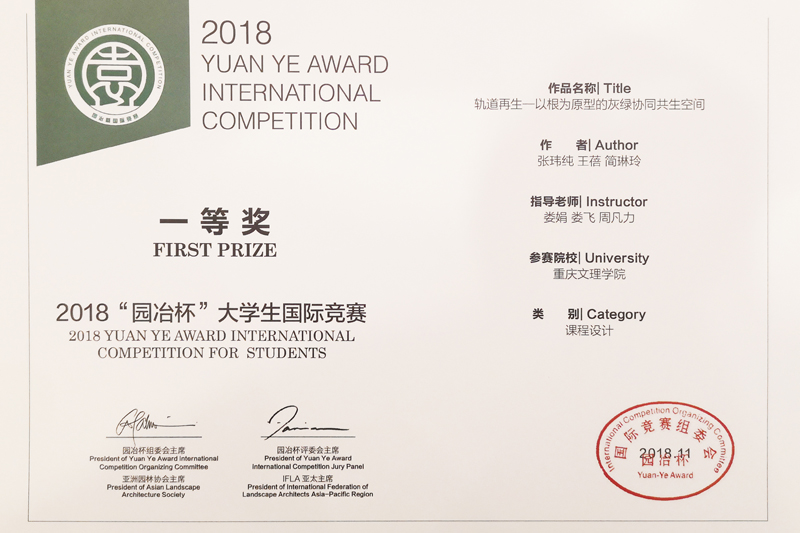 YUAN YE AWARD INTERNATIONAL COMPETITION
2018
YUAN YE AWARD
INTERNATIONAL
COMPETITION
一等奖
FIRST PRIZE
2018“园冶杯”大学生国际竞赛
2018 YUAN YE AWARD INTERNATIONAL
COMPETITION FOR STUDENTS
园冶杯组委会主席
President of Yuan Ye Award International
Competition Organizing Committee
亚洲园林协会主席
President of Asian Landscape
Architecture Society
园冶杯评委会主席
President of Yuan Ye Award
International Competition Jury Panel
IFLA 亚太主席
President of International Federation of
Landscape Architects Asia-Pacific Region
作品名称| Title
轨道再生—以根为原型的灰绿协同共生空间
作 者| Author
张玮纯 王蓓 简琳玲
指导老师| Instructor
娄娟 娄飞 周凡力
参赛院校| University
重庆文理学院
类 别| Category
课程设计
International Competition Organizing Committee
国际竞赛组委会
2018.11
园冶杯
Yuan-Ye Award